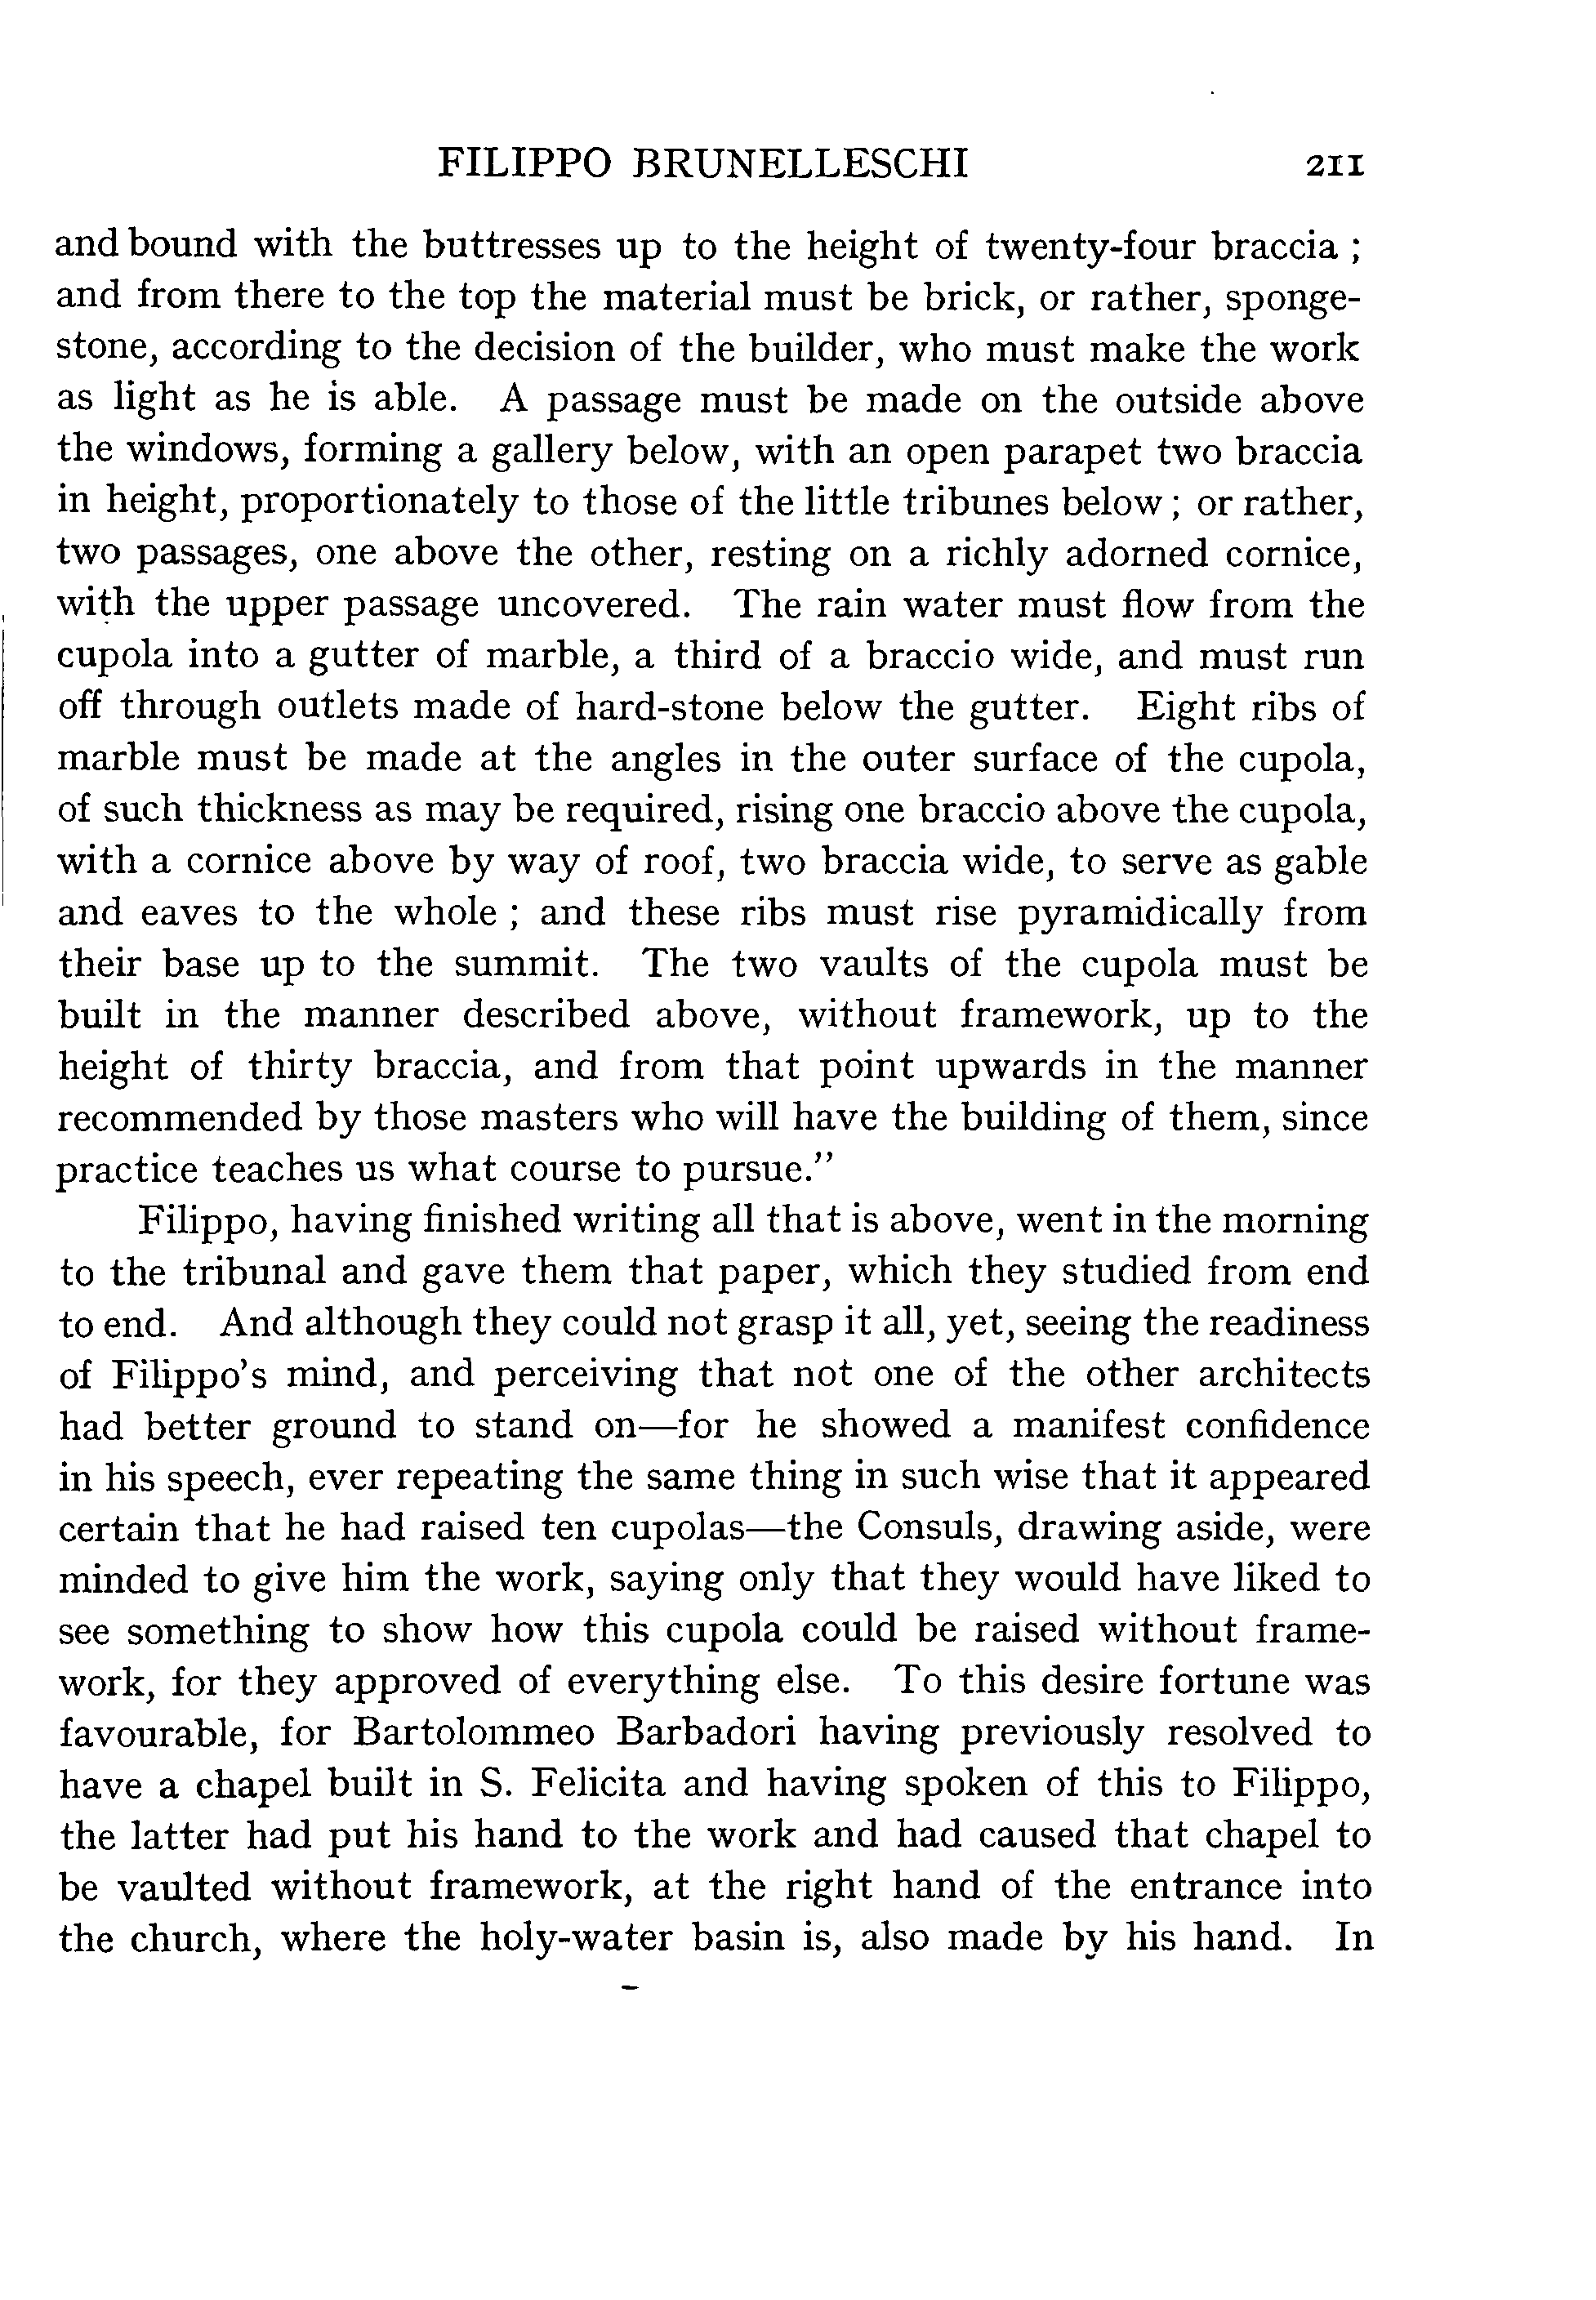 FILIPPO BRUNELLESCHI 211
and bound with the buttresses up to the height of twenty-four braccia ;
and from there to the top the material must be brick, or rather, sponge-
stone, according to the decision of the builder, who must make the work
as light as he is able. A passage must be made on the outside above
the windows, forming a gallery below, with an open parapet two braccia
in height, proportionately to those of the little tribunes below ; or rather,
two passages, one above the other, resting on a richly adorned cornice,
with the upper passage uncovered. The rain water must flow from the
cupola into a gutter of marble, a third of a braccio wide, and must run
off through outlets made of hard-stone below the gutter. Eight ribs of
marble must be made at the angles in the outer surface of the cupola,
of such thickness as may be required, rising one braccio above the cupola,
with a cornice above by way of roof, two braccia wide, to serve as gable
and eaves to the whole ; and these ribs must rise pyramidically from
their base up to the summit. The two vaults of the cupola must be
built in the manner described above, without framework, up to the
height of thirty braccia, and from that point upwards in the manner
recommended by those masters who will have the building of them, since
practice teaches us what course to pursue.”
Filippo, having finished writing all that is above, went in the morning
to the tribunal and gave them that paper, which they studied from end
to end. And although they could not grasp it all, yet, seeing the readiness
of Filippo’s mind, and perceiving that not one of the other architects
had better ground to stand on—for he showed a manifest confidence
in his speech, ever repeating the same thing in such wise that it appeared
certain that he had raised ten cupolas—the Consuls, drawing aside, were
minded to give him the work, saying only that they would have liked to
see something to show how this cupola could be raised without frame-
work, for they approved of everything else. To this desire fortune was
favourable, for Bartolommeo Barbadori having previously resolved to
have a chapel built in S. Felicita and having spoken of this to Filippo,
the latter had put his hand to the work and had caused that chapel to
be vaulted without framework, at the right hand of the entrance into
the church, where the holy-water basin is, also made by his hand. In